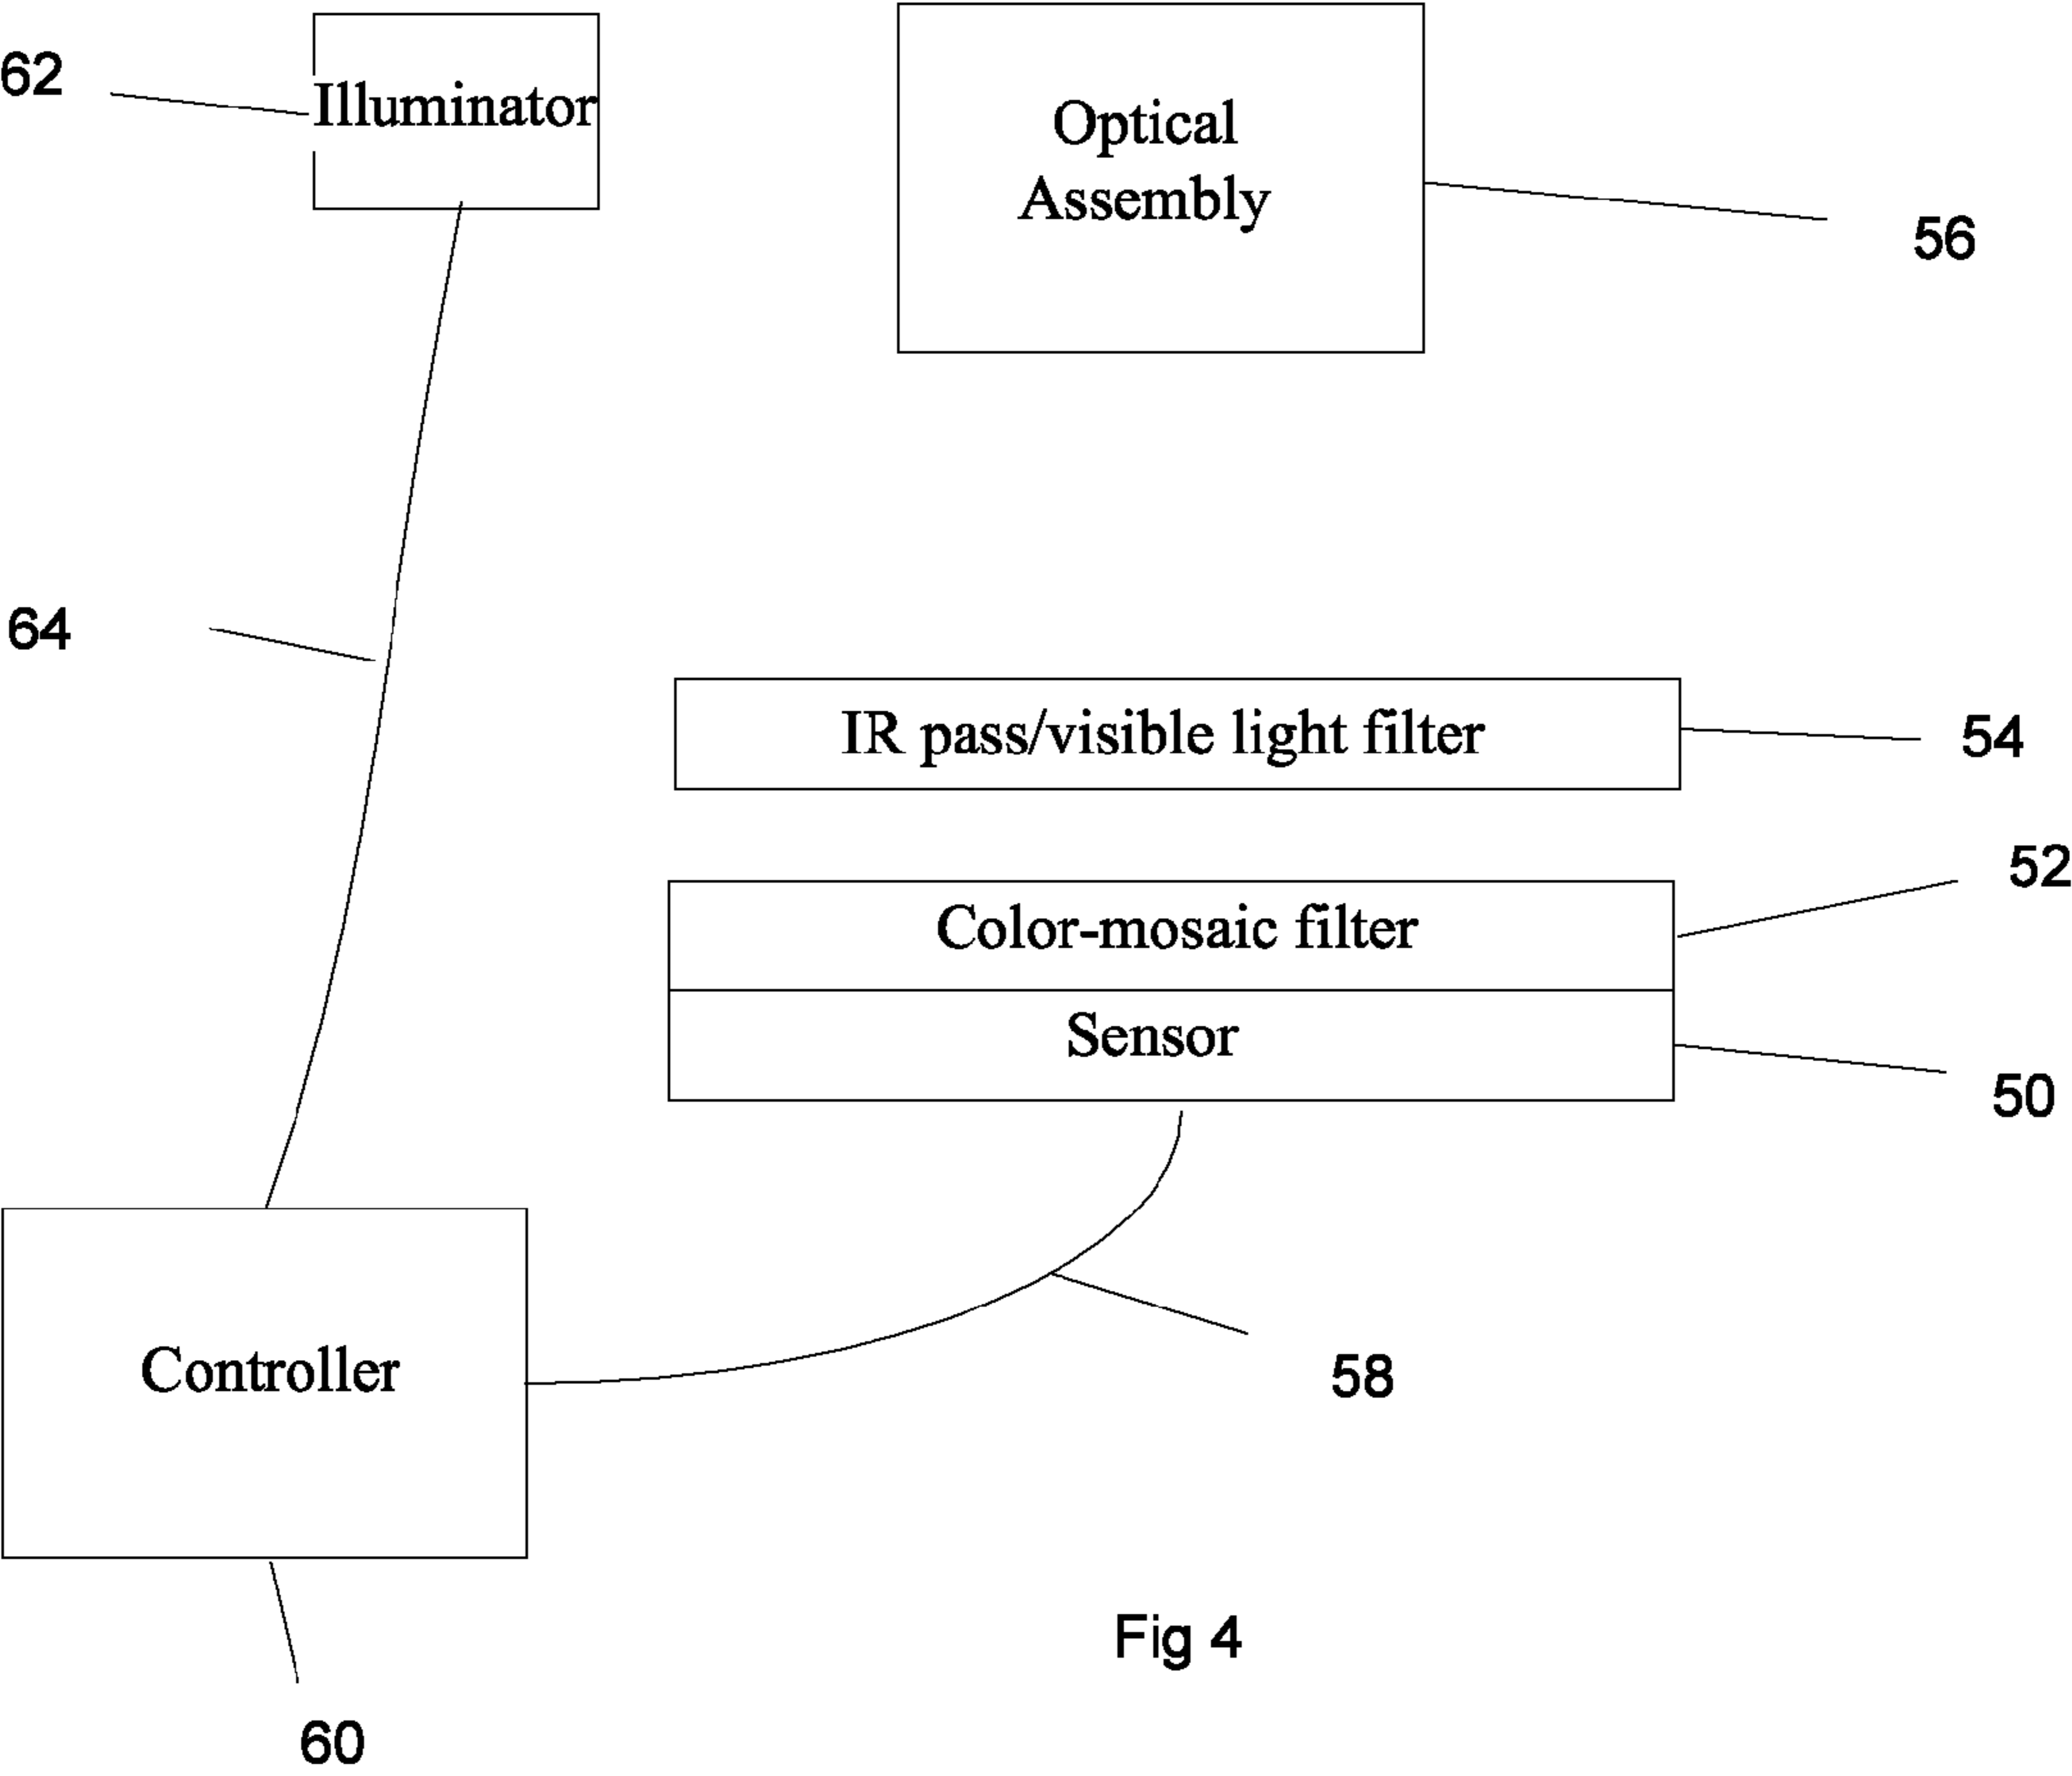 62
Illuminator
Optical
Assembly
56
64
IR pass/visible light filter
54
52
Color-mosaic filter
Sensor
50
Controller
58
Fig 4
60